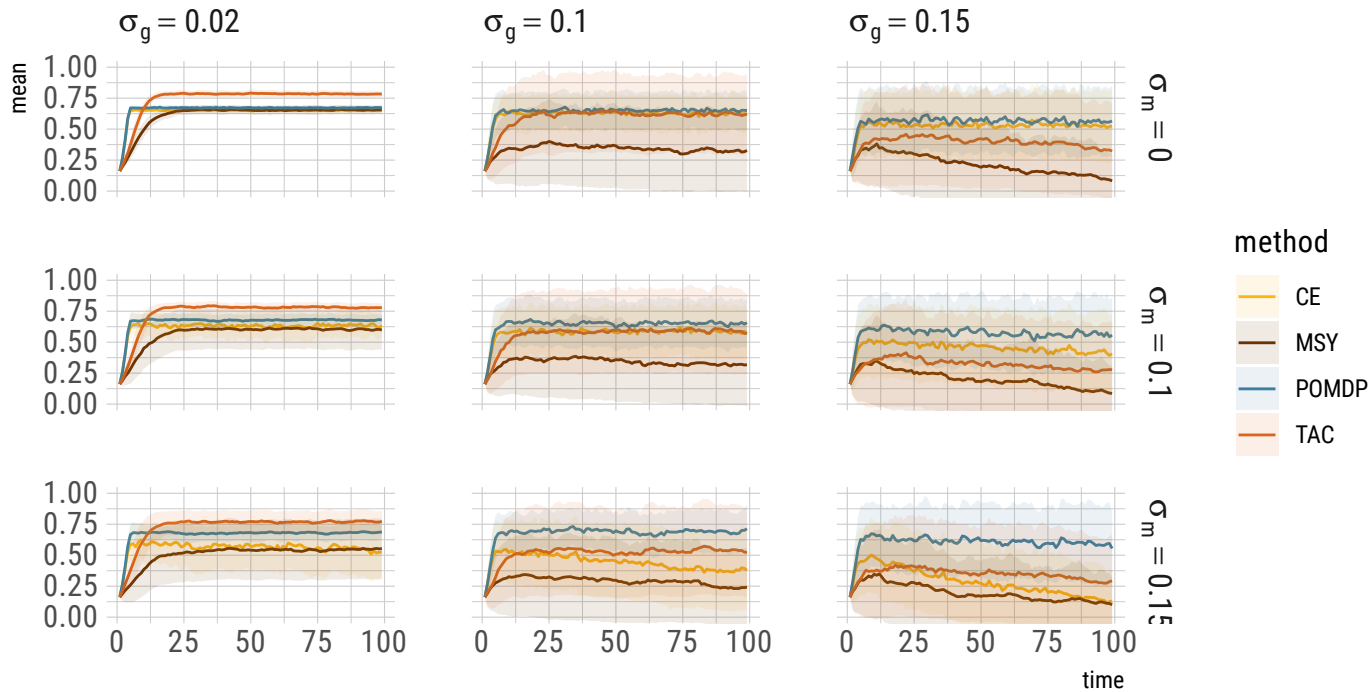 σg = 0.02
σg = 0.1
σg = 0.15
mean
1.00
0.75
0.50
0.25
0.00
σm = 0
1.00
0.75
0.50
0.25
0.00
σm = 0.1
1.00
0.75
0.50
0.25
0.00
σm = 0.15
0 25 50 75 100
0 25 50 75 100
0 25 50 75 100
time
method
CE
MSY
POMDP
TAC